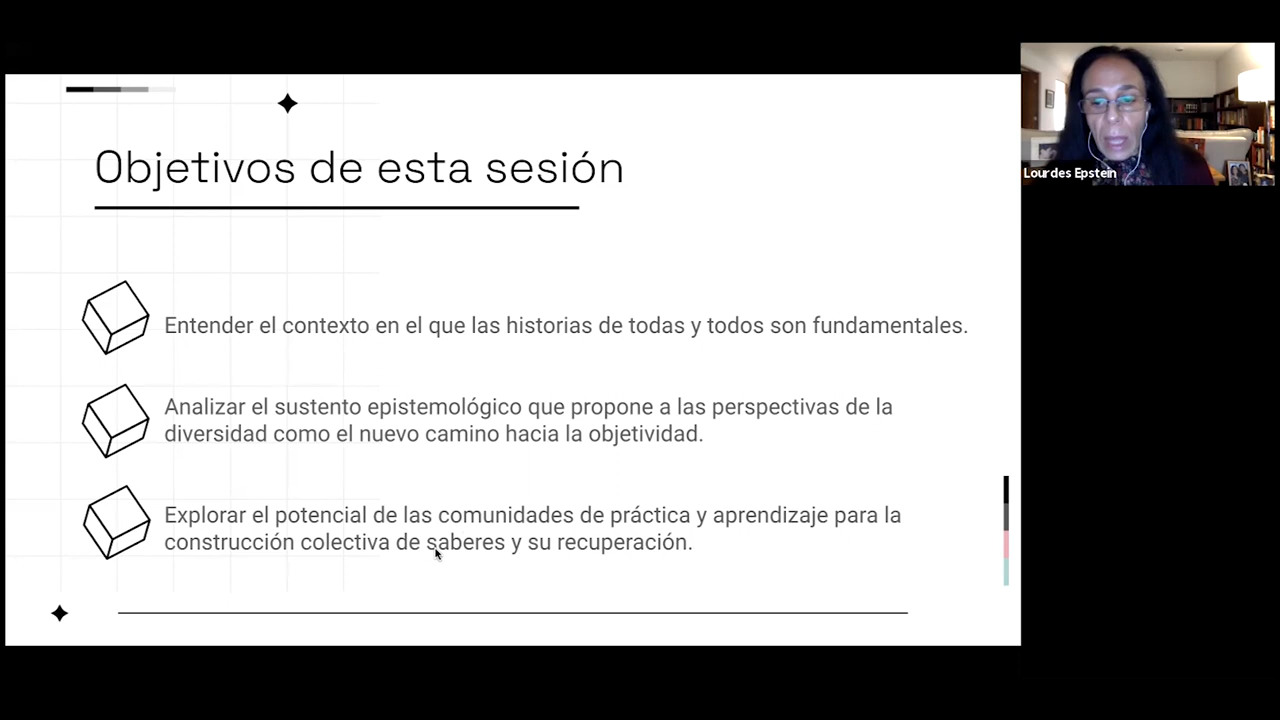 Objetivos de esta sesión
Entender el contexto en el que las historias de todas y todos son fundamentales.
Analizar el sustento epistemológico que propone a las perspectivas de la
diversidad como el nuevo camino hacia la objetividad.
Explorar el potencial de las comunidades de práctica y aprendizaje para la
construcción colectiva de saberes y su recuperación.
Lourdes Epstein